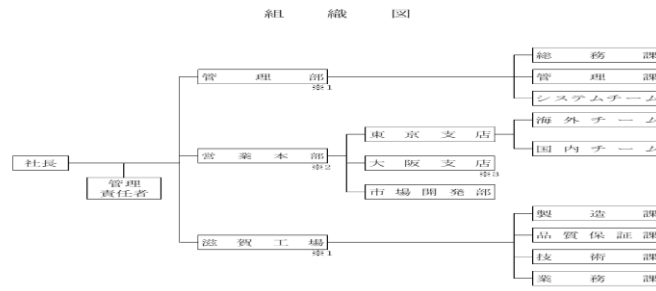 組織図
総務課
管理部
管理課
※1
システムチーム
海外チーム
東京支店
国内チーム
営業本部
大阪支店
社長
※2
※3
管理
責任者
市場開発部
製造課
品質保証課
滋賀工場
※1
技術課
業務課